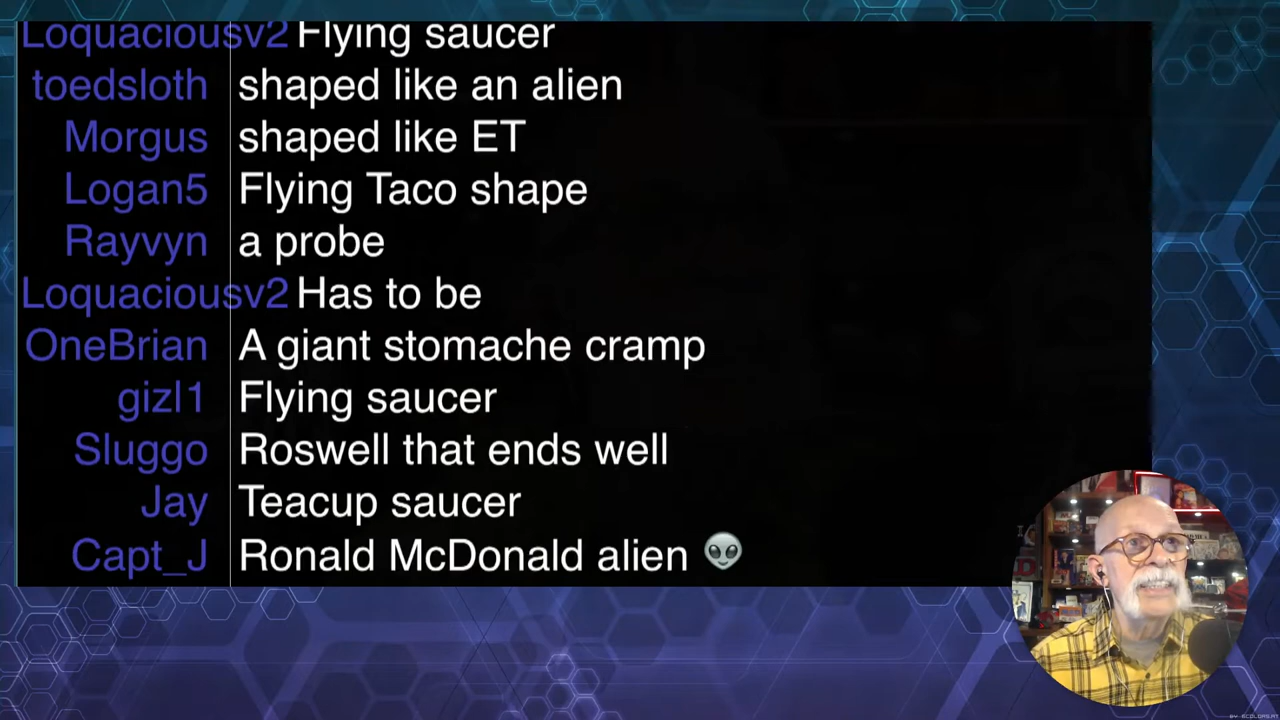 Loquaciousv2 Flying saucer
toedsloth shaped like an alien
Morgus shaped like ET
Logan5 Flying Taco shape
Rayvyn a probe
Loquaciousv2 Has to be
OneBrian A giant stomache cramp
gizl1 Flying saucer
Sluggo Roswell that ends well
Jay Teacup saucer
Capt_J Ronald McDonald alien 👽